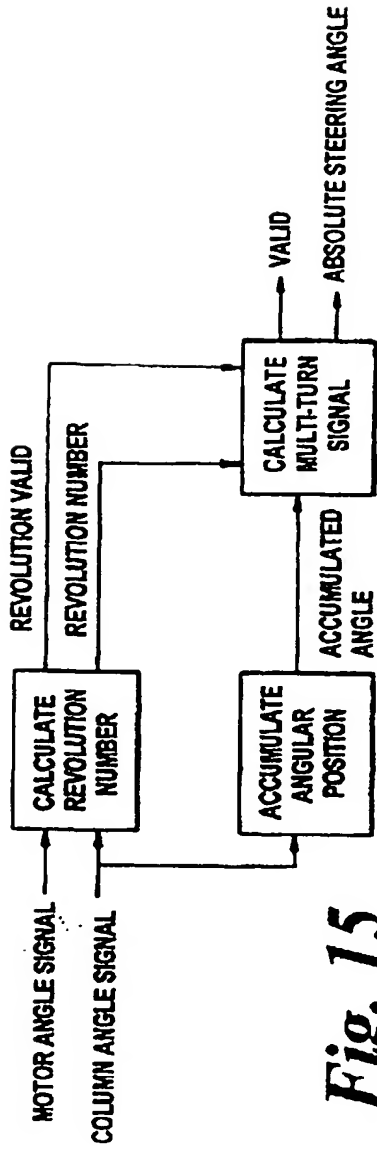 MOTOR ANGLE SIGNAL
COLUMN ANGLE SIGNAL
CALCULATE
REVOLUTION
NUMBER
REVOLUTION VALID
REVOLUTION NUMBER
ACCUMULATE
ANGULAR
POSITION
ACCUMULATED
ANGLE
CALCULATE
MULTI-TURN
SIGNAL
VALID
ABSOLUTE STEERING ANGLE
Fig. 15